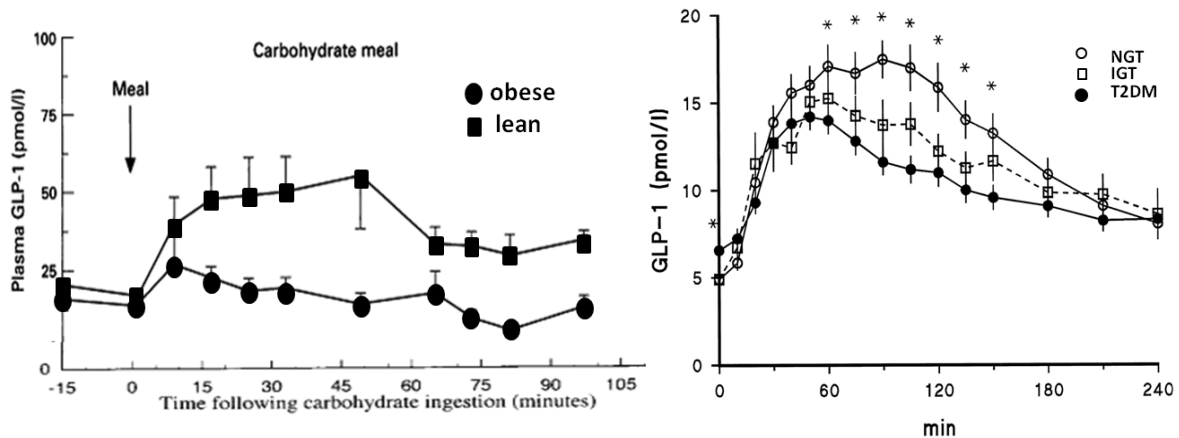 100
75
50
25
0
Plasma GLP-1 (pmol/l)
Carbohydrate meal
Meal
obese
lean
-15 0 15 30 45 60 75 90 105
Time following carbohydrate ingestion (minutes)
20
15
10
5
0
GLP-1 (pmol/l)
* * * * * * *
*
NGT
IGT
T2DM
0 60 120 180 240
min